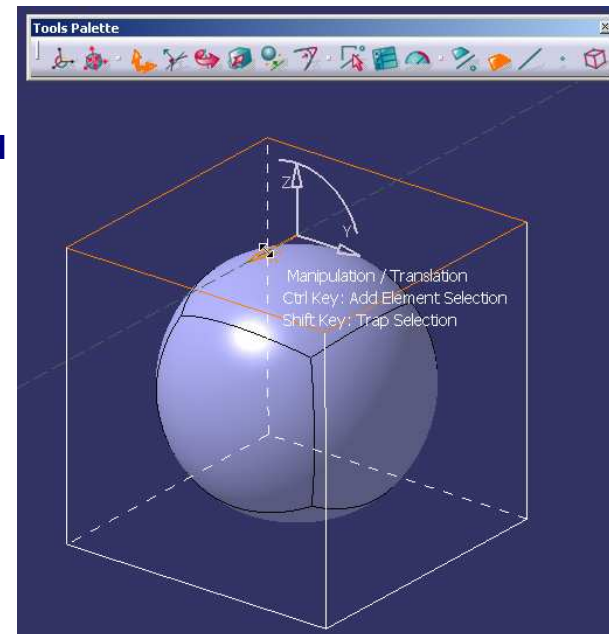 Tools Palette
Z
Y
Manipulation / Translation
Ctrl Key: Add Element Selection
Shift Key: Trap Selection